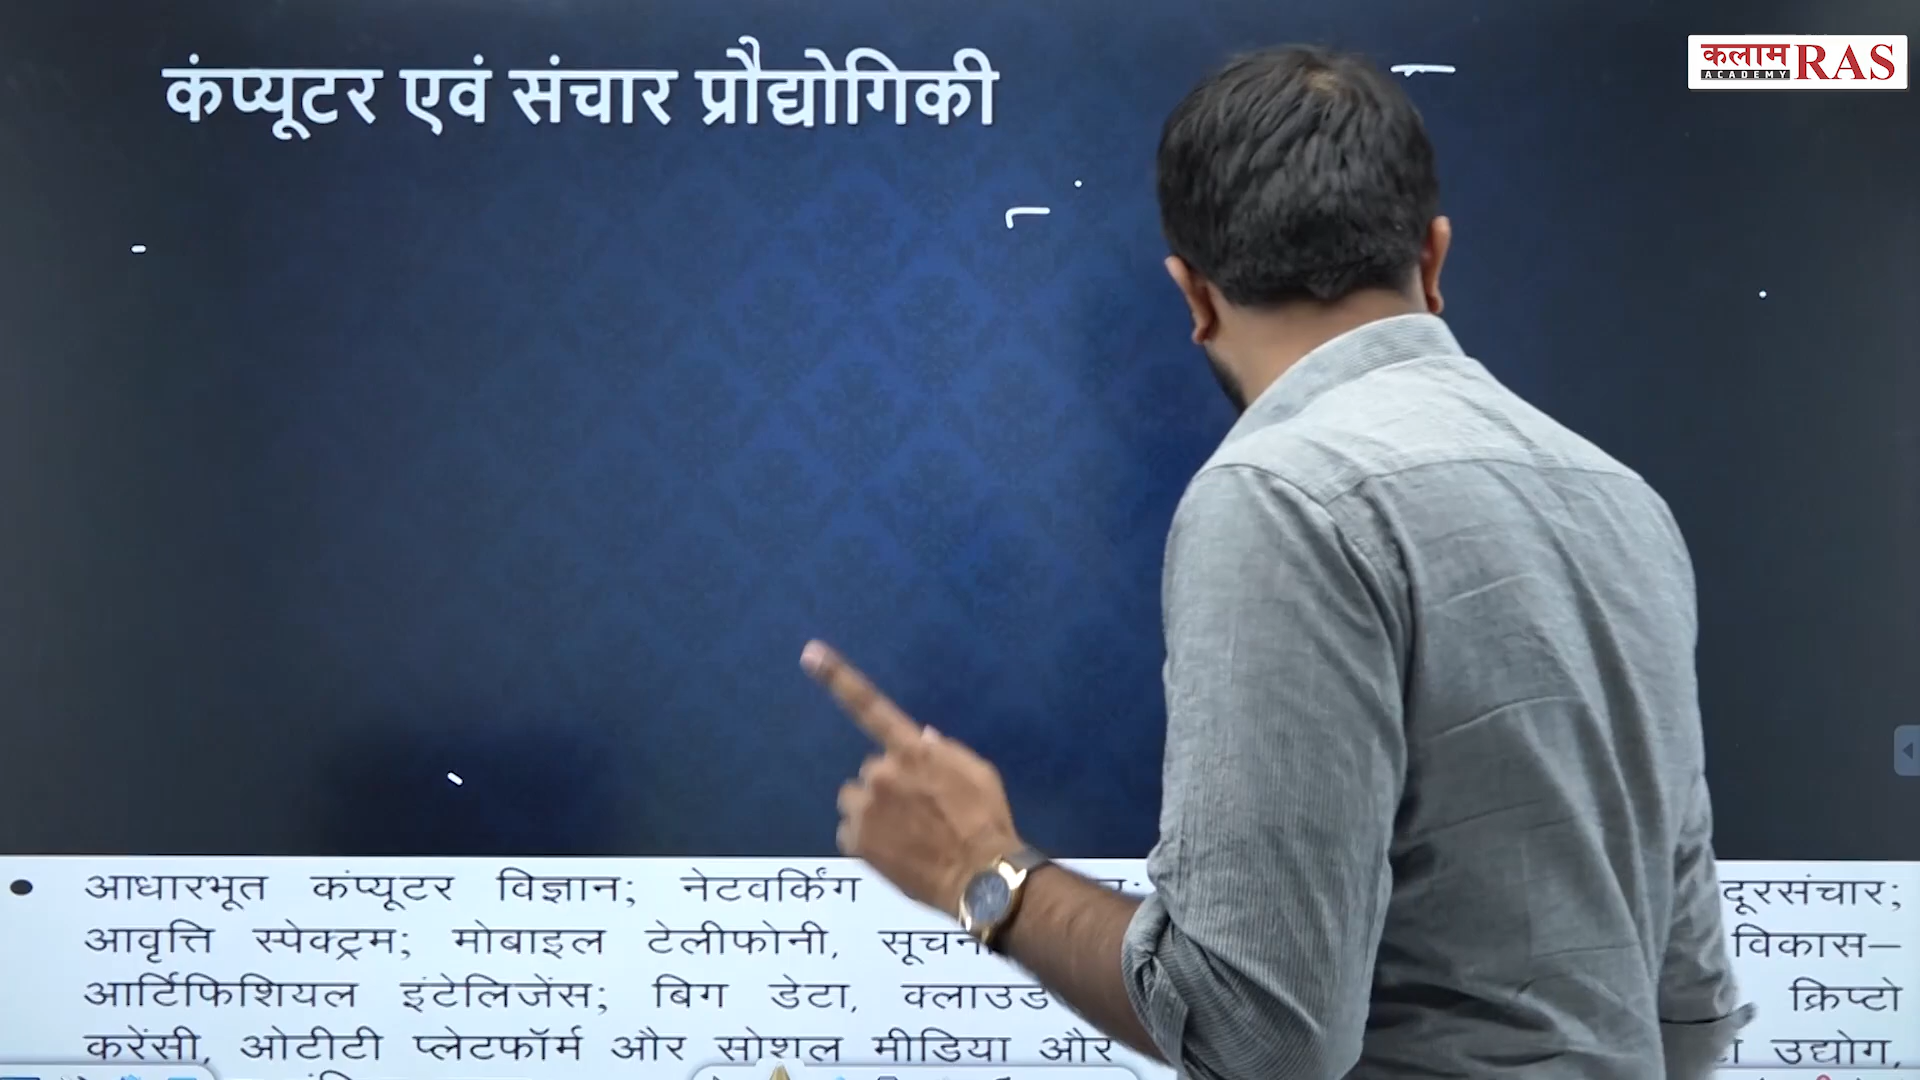 कंप्यूटर एवं संचार प्रौद्योगिकी
कलाम RAS
ACADEMY
● आधारभूत कंप्यूटर विज्ञान; नेटवर्किंग दूरसंचार;
आवृत्ति स्पेक्ट्रम; मोबाइल टेलीफोनी, विकास–
आर्टिफिशियल इंटेलिजेंस; बिग डेटा, क्लाउड क्रिप्टो
करेंसी, ओटीटी प्लेटफॉर्म और सोशल मीडिया और उद्योग,